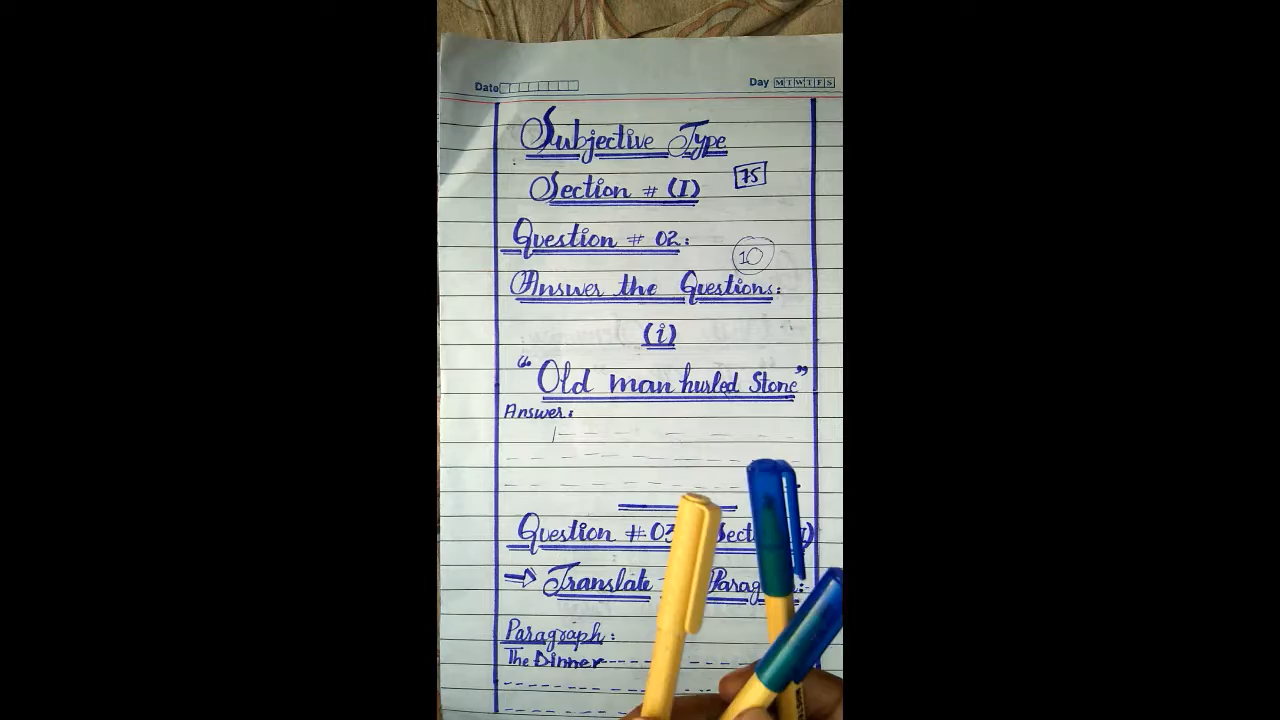 Date Day M T W T F S
Subjective Type
Section # (I) 75
Question # 02:
10
Answer the Questions:
(i)
"Old man hurled Stone"
Answer:
Question # 03
Translate
Paragraph:
The Dinner